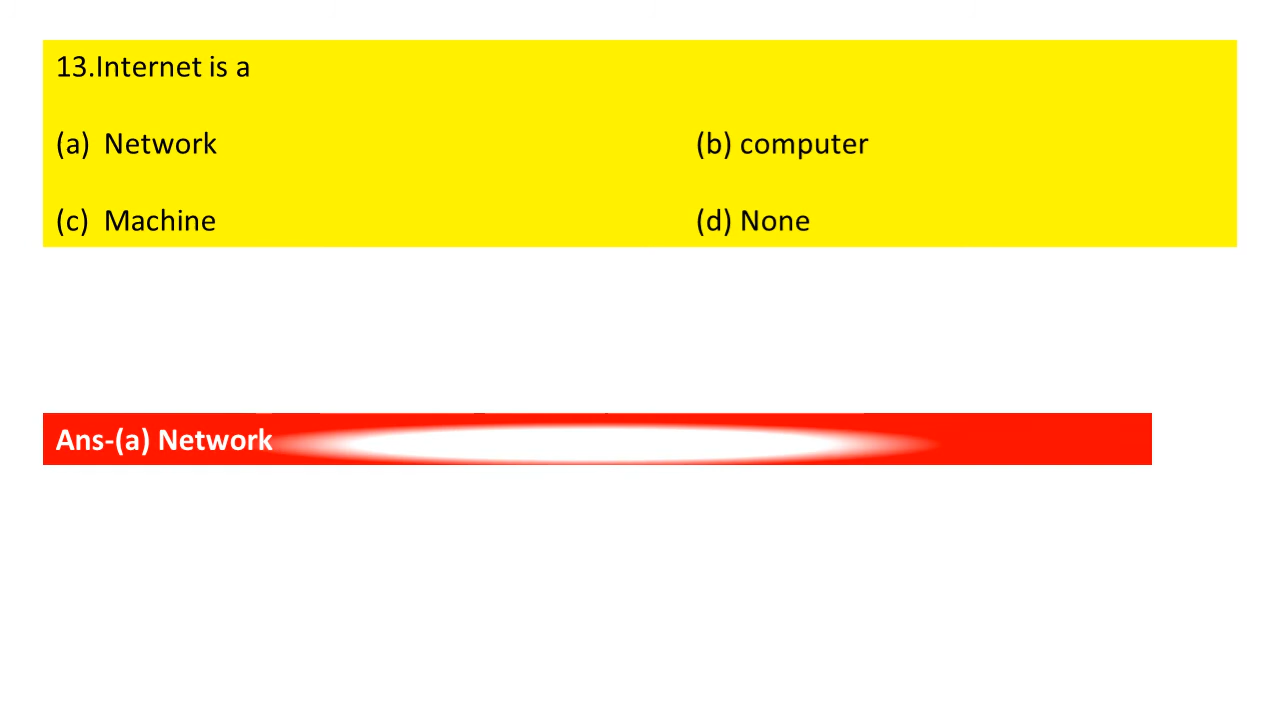 13.Internet is a
(a) Network (b) computer
(c) Machine (d) None
Ans-(a) Network